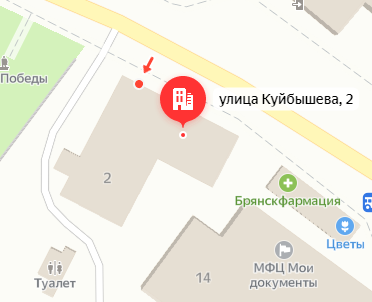 Победы
улица Куйбышева, 2
2
Брянскфармация
Цветы
Туалет
14
МФЦ Мои
документы